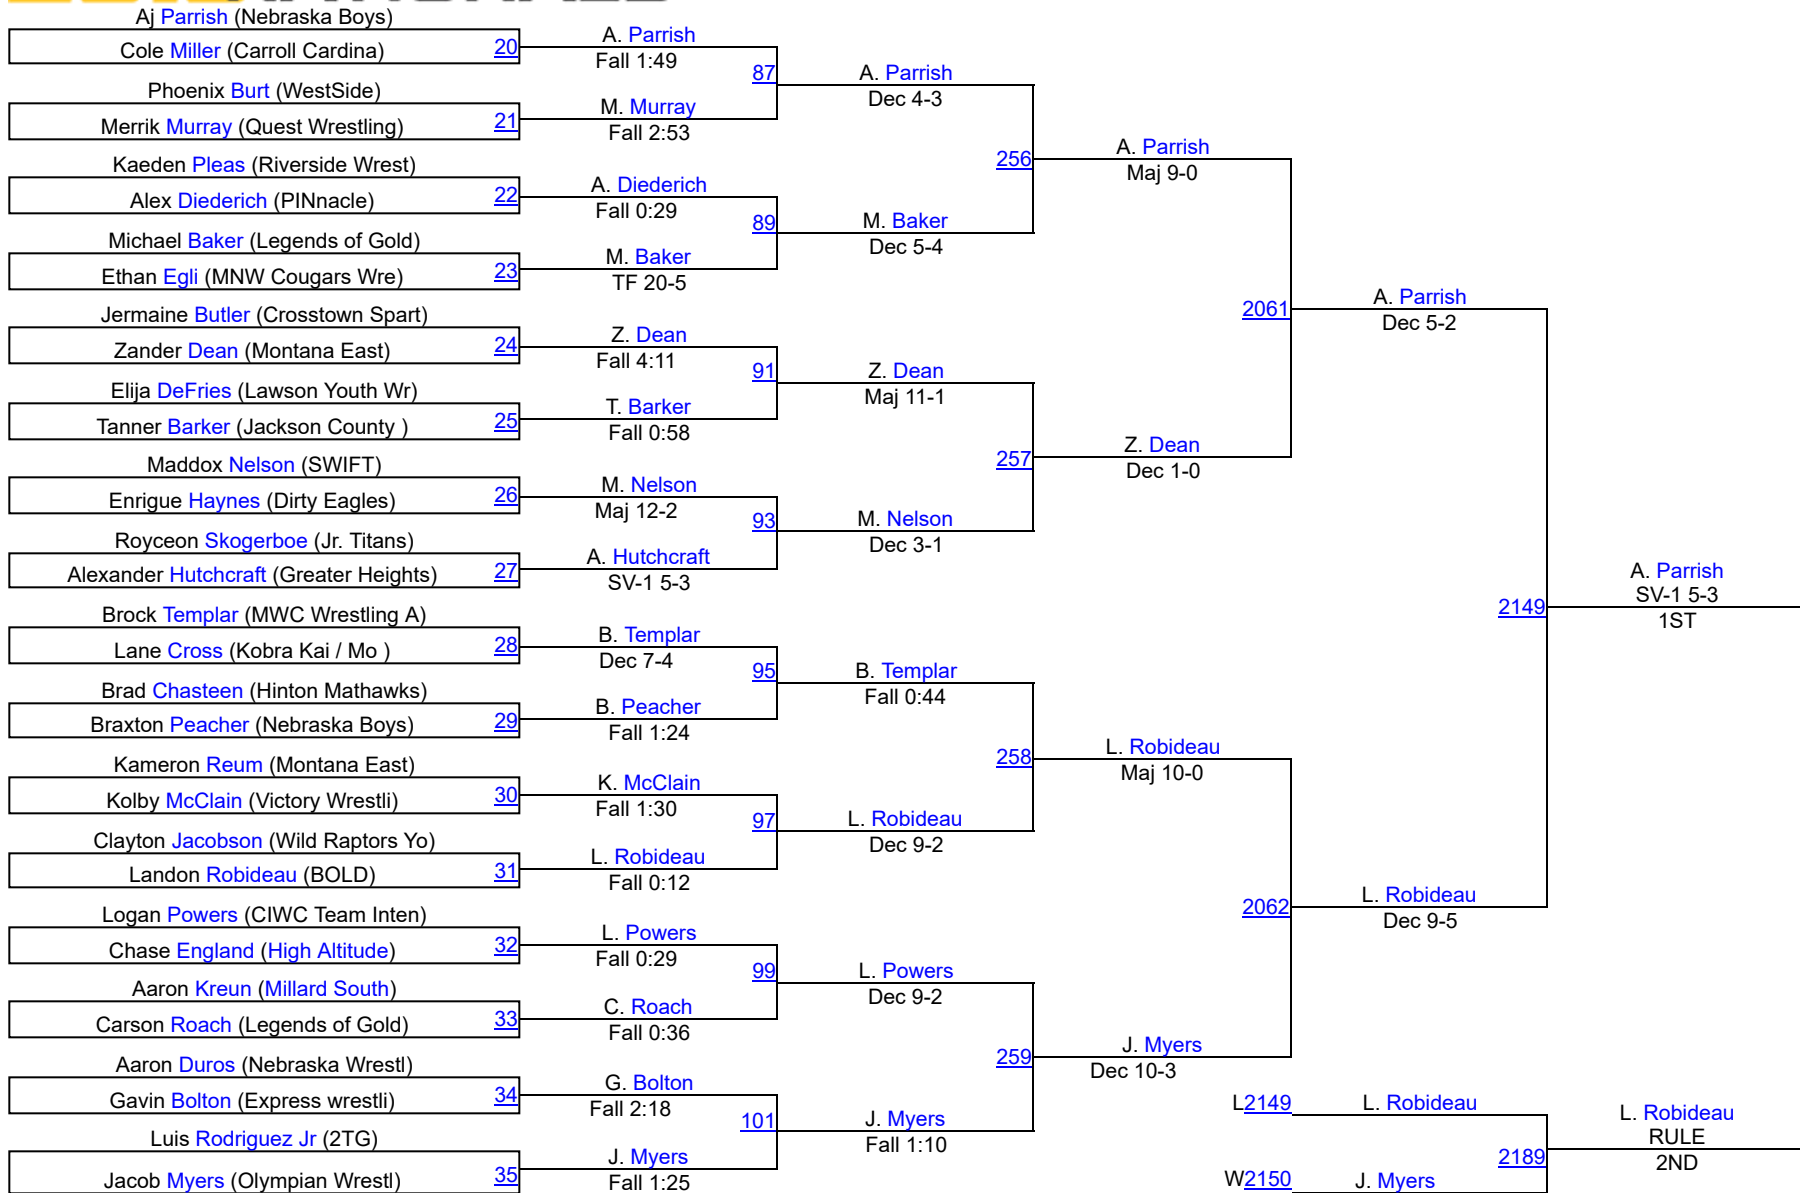 Aj Parrish (Nebraska Boys)
Cole Miller (Carroll Cardina)
20
A. Parrish
Fall 1:49
87
Phoenix Burt (WestSide)
Merrik Murray (Quest Wrestling)
21
M. Murray
Fall 2:53
A. Parrish
Dec 4-3
256
Kaeden Pleas (Riverside Wrest)
Alex Diederich (PINnacle)
22
A. Diederich
Fall 0:29
89
Michael Baker (Legends of Gold)
Ethan Egli (MNW Cougars Wre)
23
M. Baker
TF 20-5
M. Baker
Dec 5-4
A. Parrish
Maj 9-0
2061
Jermaine Butler (Crosstown Spart)
Zander Dean (Montana East)
24
Z. Dean
Fall 4:11
91
Elija DeFries (Lawson Youth Wr)
Tanner Barker (Jackson County )
25
T. Barker
Fall 0:58
Z. Dean
Maj 11-1
257
Maddox Nelson (SWIFT)
Enrigue Haynes (Dirty Eagles)
26
M. Nelson
Maj 12-2
93
Royceon Skogerboe (Jr. Titans)
Alexander Hutchcraft (Greater Heights)
27
A. Hutchcraft
SV-1 5-3
M. Nelson
Dec 3-1
Z. Dean
Dec 1-0
A. Parrish
Dec 5-2
2149
A. Parrish
SV-1 5-3
1ST
Brock Templar (MWC Wrestling A)
Lane Cross (Kobra Kai / Mo )
28
B. Templar
Dec 7-4
95
Brad Chasteen (Hinton Mathawks)
Braxton Peacher (Nebraska Boys)
29
B. Peacher
Fall 1:24
B. Templar
Fall 0:44
258
Kameron Reum (Montana East)
Kolby McClain (Victory Wrestli)
30
K. McClain
Fall 1:30
97
Clayton Jacobson (Wild Raptors Yo)
Landon Robideau (BOLD)
31
L. Robideau
Fall 0:12
L. Robideau
Dec 9-2
L. Robideau
Maj 10-0
2062
Logan Powers (CIWC Team Inten)
Chase England (High Altitude)
32
L. Powers
Fall 0:29
99
Aaron Kreun (Millard South)
Carson Roach (Legends of Gold)
33
C. Roach
Fall 0:36
L. Powers
Dec 9-2
259
Aaron Duros (Nebraska Wrestl)
Gavin Bolton (Express wrestli)
34
G. Bolton
Fall 2:18
101
Luis Rodriguez Jr (2TG)
Jacob Myers (Olympian Wrestl)
35
J. Myers
Fall 1:25
J. Myers
Fall 1:10
J. Myers
Dec 10-3
L. Robideau
Dec 9-5
L2149
L. Robideau
2189
W2150
J. Myers
L. Robideau
RULE
2ND